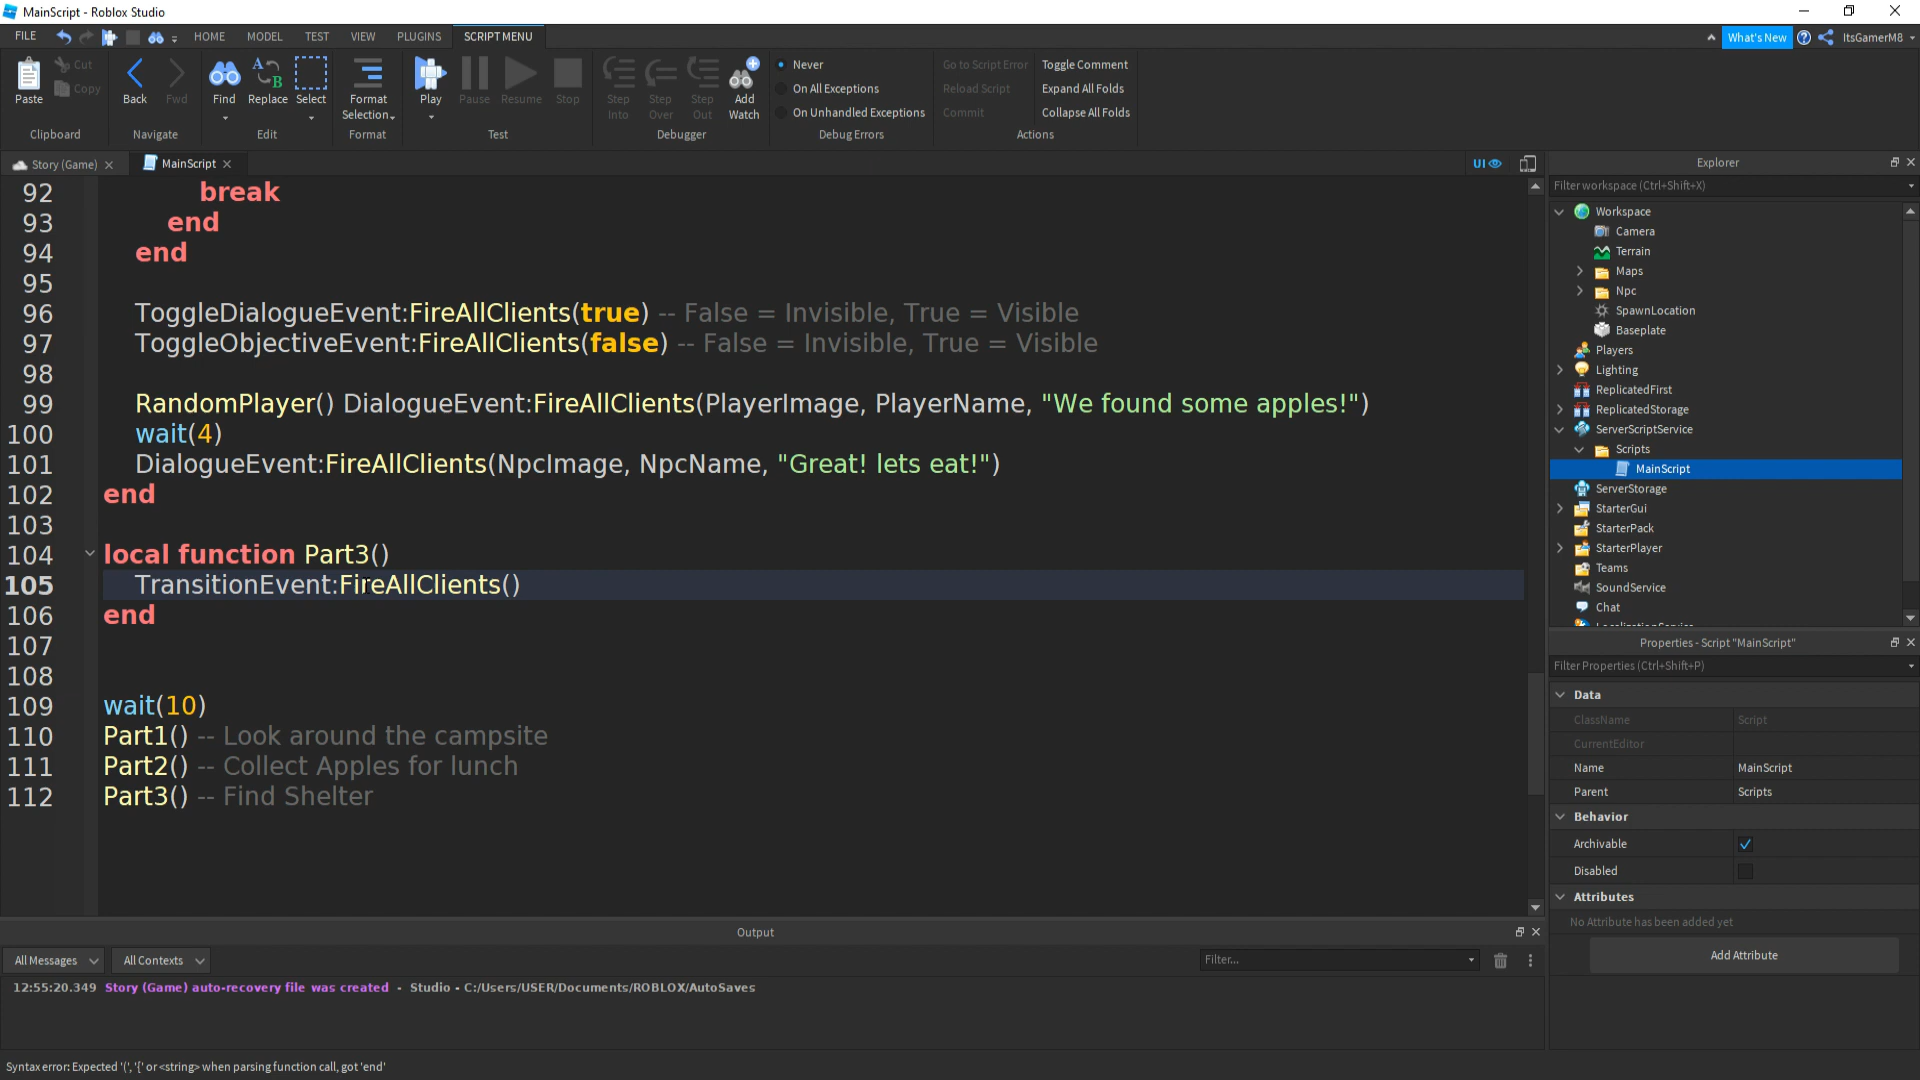 MainScript - Roblox Studio
FILE HOME MODEL TEST VIEW PLUGINS SCRIPT MENU What's New ItsGamerM8
Paste Cut Copy Back Fwd Find Replace Select Format Selection Play Pause Resume Stop Step Into Step Over Step Out Add Watch
Never
On All Exceptions
On Unhandled Exceptions
Go to Script Error
Reload Script
Commit
Toggle Comment
Expand All Folds
Collapse All Folds
Clipboard Navigate Edit Format Test Debugger Debug Errors Actions
Story (Game) MainScript UI
92 break
93 end
94 end
95
96 ToggleDialogueEvent:FireAllClients(true) -- False = Invisible, True = Visible
97 ToggleObjectiveEvent:FireAllClients(false) -- False = Invisible, True = Visible
98
99 RandomPlayer() DialogueEvent:FireAllClients(PlayerImage, PlayerName, "We found some apples!")
100 wait(4)
101 DialogueEvent:FireAllClients(NpcImage, NpcName, "Great! lets eat!")
102 end
103
104 local function Part3()
105 TransitionEvent:FireAllClients()
106 end
107
108
109 wait(10)
110 Part1() -- Look around the campsite
111 Part2() -- Collect Apples for lunch
112 Part3() -- Find Shelter
Explorer
Filter workspace (Ctrl+Shift+X)
Workspace
Camera
Terrain
Maps
Npc
SpawnLocation
Baseplate
Players
Lighting
ReplicatedFirst
ReplicatedStorage
ServerScriptService
Scripts
MainScript
ServerStorage
StarterGui
StarterPack
StarterPlayer
Teams
SoundService
Chat
Properties - Script "MainScript"
Filter Properties (Ctrl+Shift+P)
Data
ClassName Script
CurrentEditor
Name MainScript
Parent Scripts
Behavior
Archivable
Disabled
Attributes
No Attribute has been added yet
Add Attribute
Output
All Messages All Contexts Filter...
12:55:20.349 Story (Game) auto-recovery file was created - Studio - C:/Users/USER/Documents/ROBLOX/AutoSaves
Syntax error: Expected '(', '{' or <string> when parsing function call, got 'end'